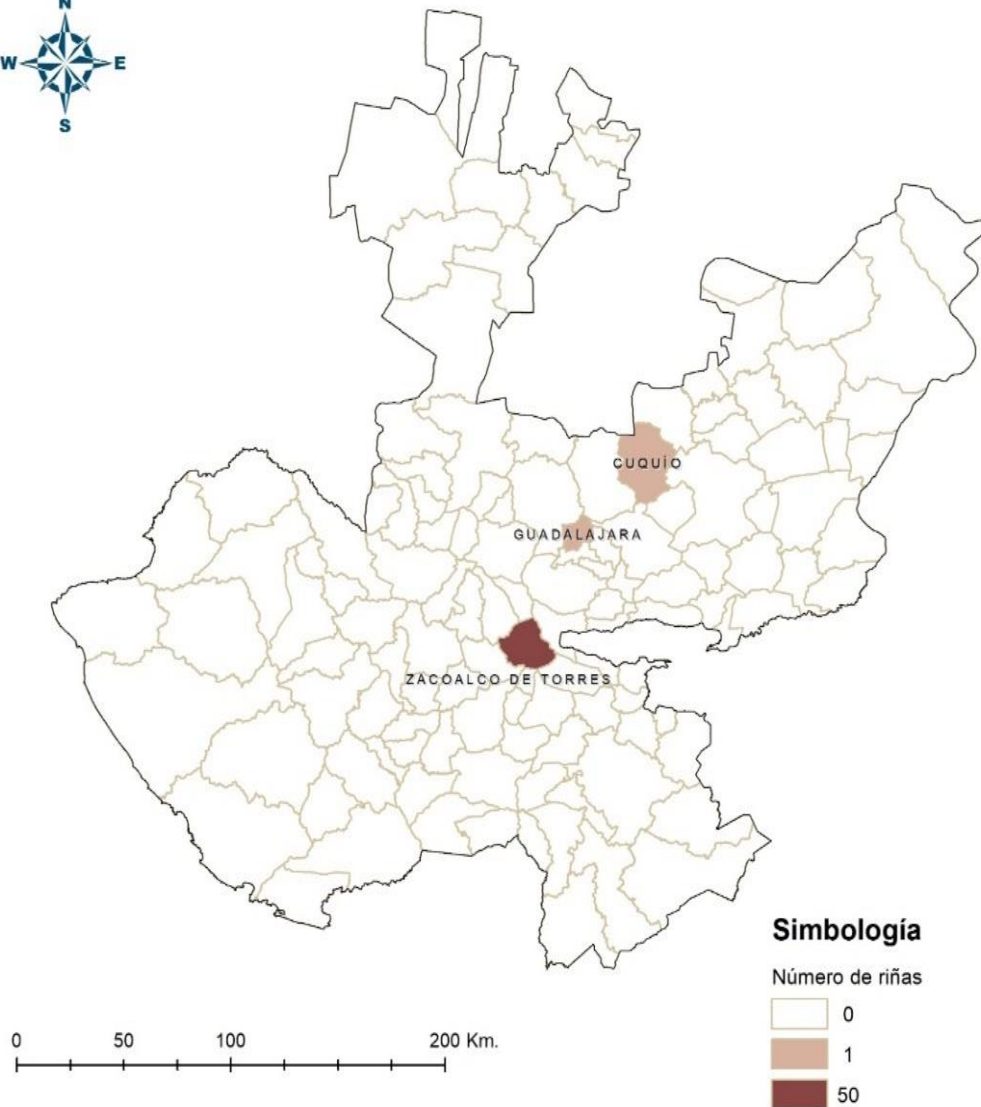 N
W E
S
CUQUÍO
GUADALAJARA
ZACOALCO DE TORRES
Simbología
Número de riñas
0
1
50
0 50 100 200 Km.